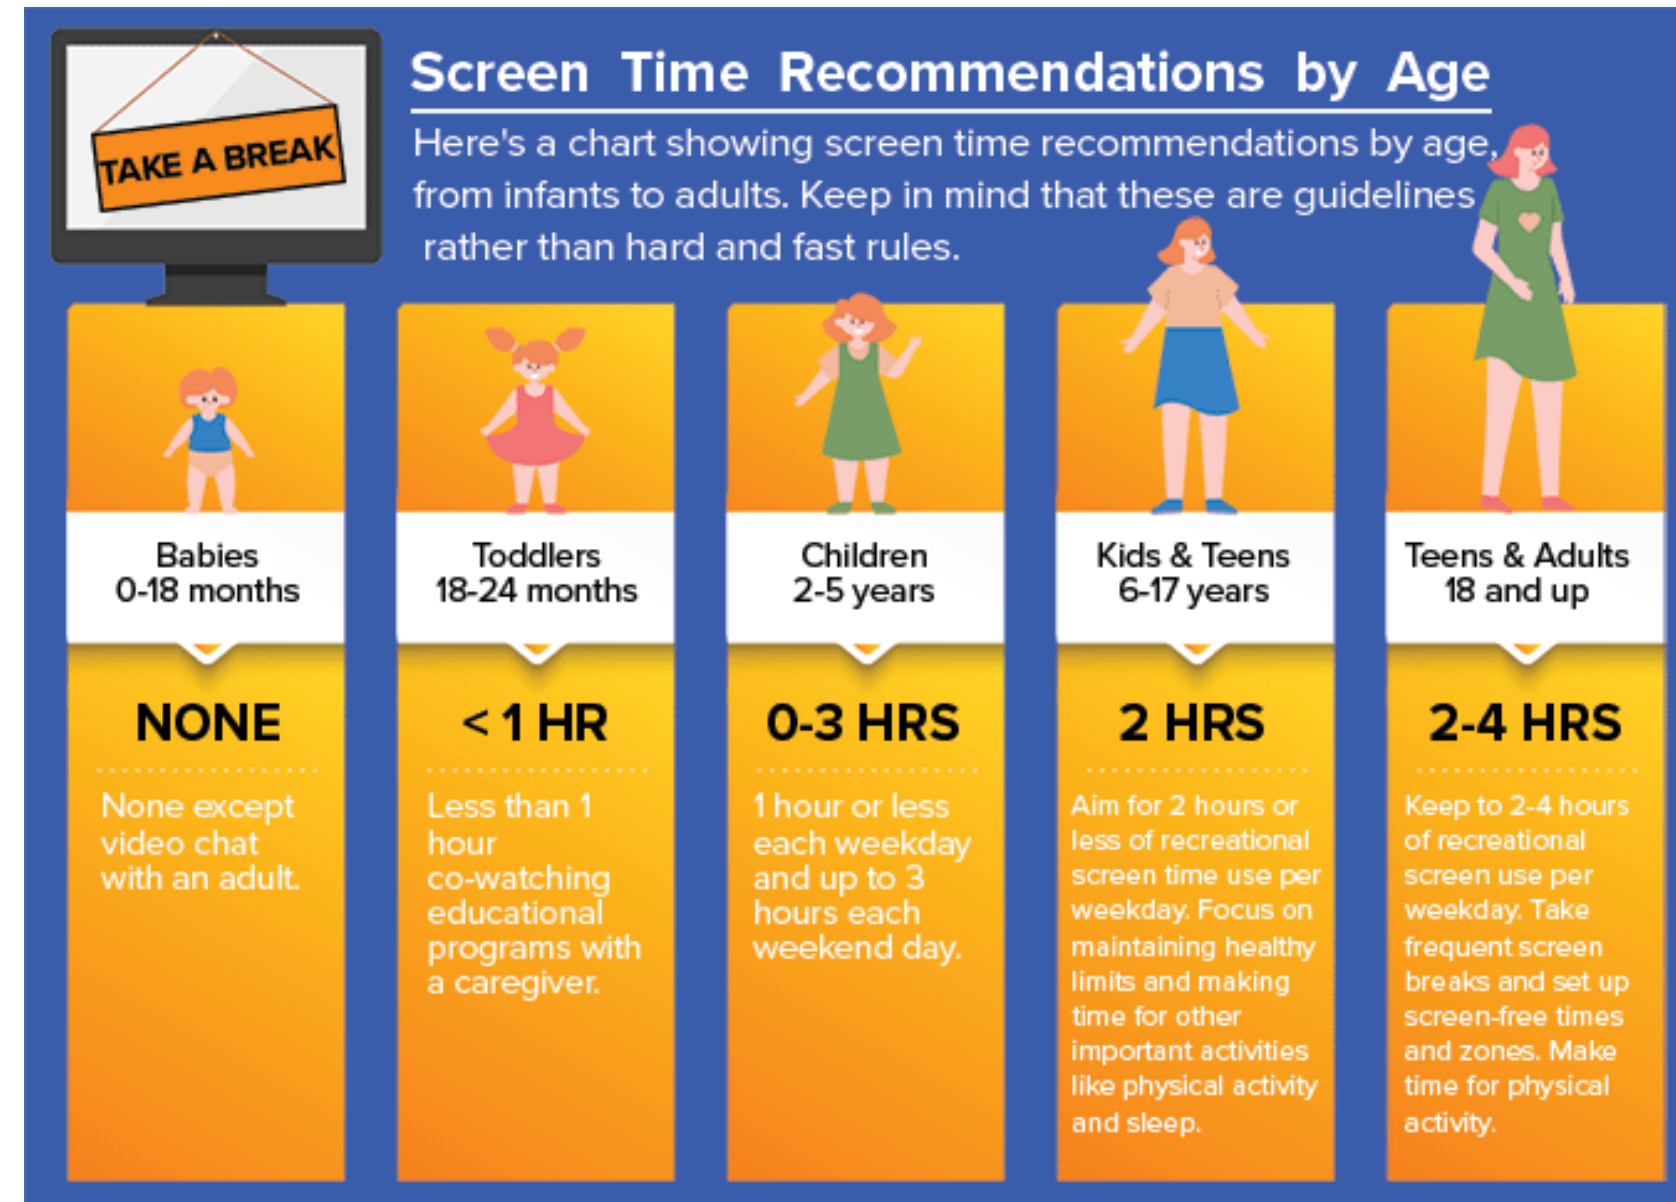 TAKE A BREAK
Screen Time Recommendations by Age
Here's a chart showing screen time recommendations by age,
from infants to adults. Keep in mind that these are guidelines
rather than hard and fast rules.
Babies
0-18 months
NONE
None except
video chat
with an adult.
Toddlers
18-24 months
< 1 HR
Less than 1
hour
co-watching
educational
programs with
a caregiver.
Children
2-5 years
0-3 HRS
1 hour or less
each weekday
and up to 3
hours each
weekend day.
Kids & Teens
6-17 years
2 HRS
Aim for 2 hours or
less of recreational
screen time use per
weekday. Focus on
maintaining healthy
limits and making
time for other
important activities
like physical activity
and sleep.
Teens & Adults
18 and up
2-4 HRS
Keep to 2-4 hours
of recreational
screen use per
weekday. Take
frequent screen
breaks and set up
screen-free times
and zones. Make
time for physical
activity.